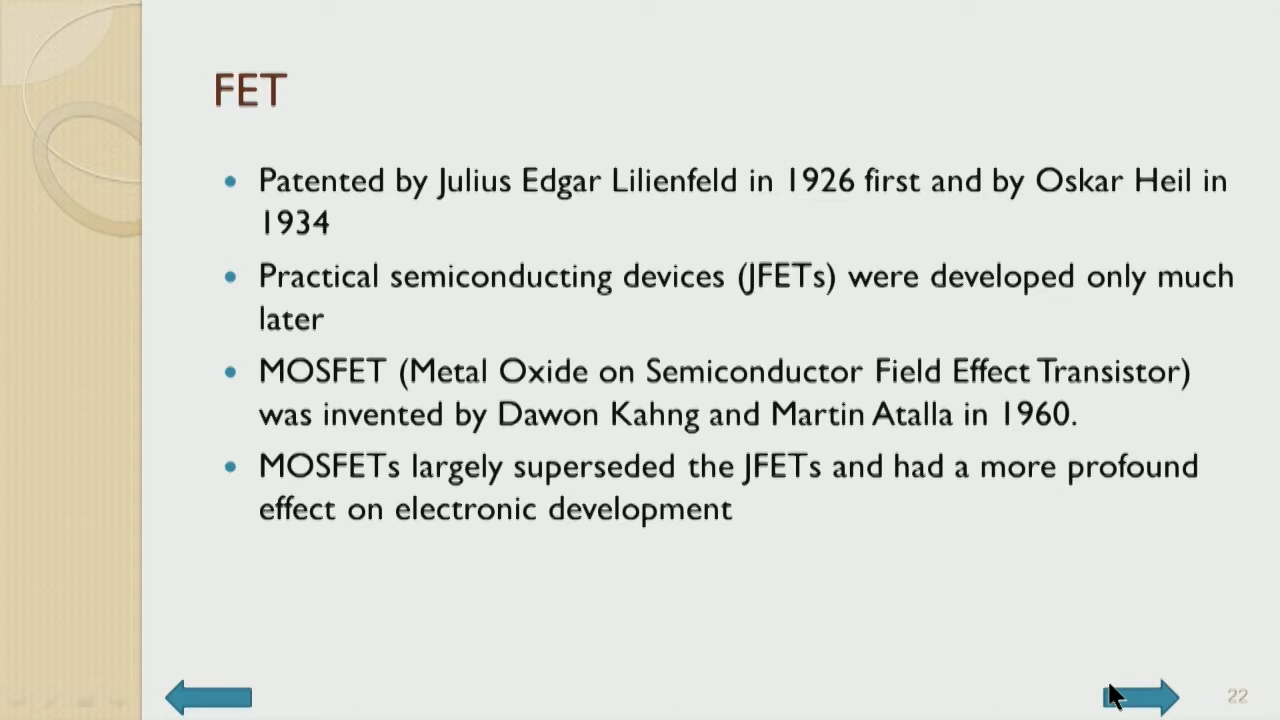 FET
Patented by Julius Edgar Lilienfeld in 1926 first and by Oskar Heil in
1934
Practical semiconducting devices (JFETs) were developed only much
later
MOSFET (Metal Oxide on Semiconductor Field Effect Transistor)
was invented by Dawon Kahng and Martin Atalla in 1960.
MOSFETs largely superseded the JFETs and had a more profound
effect on electronic development
22